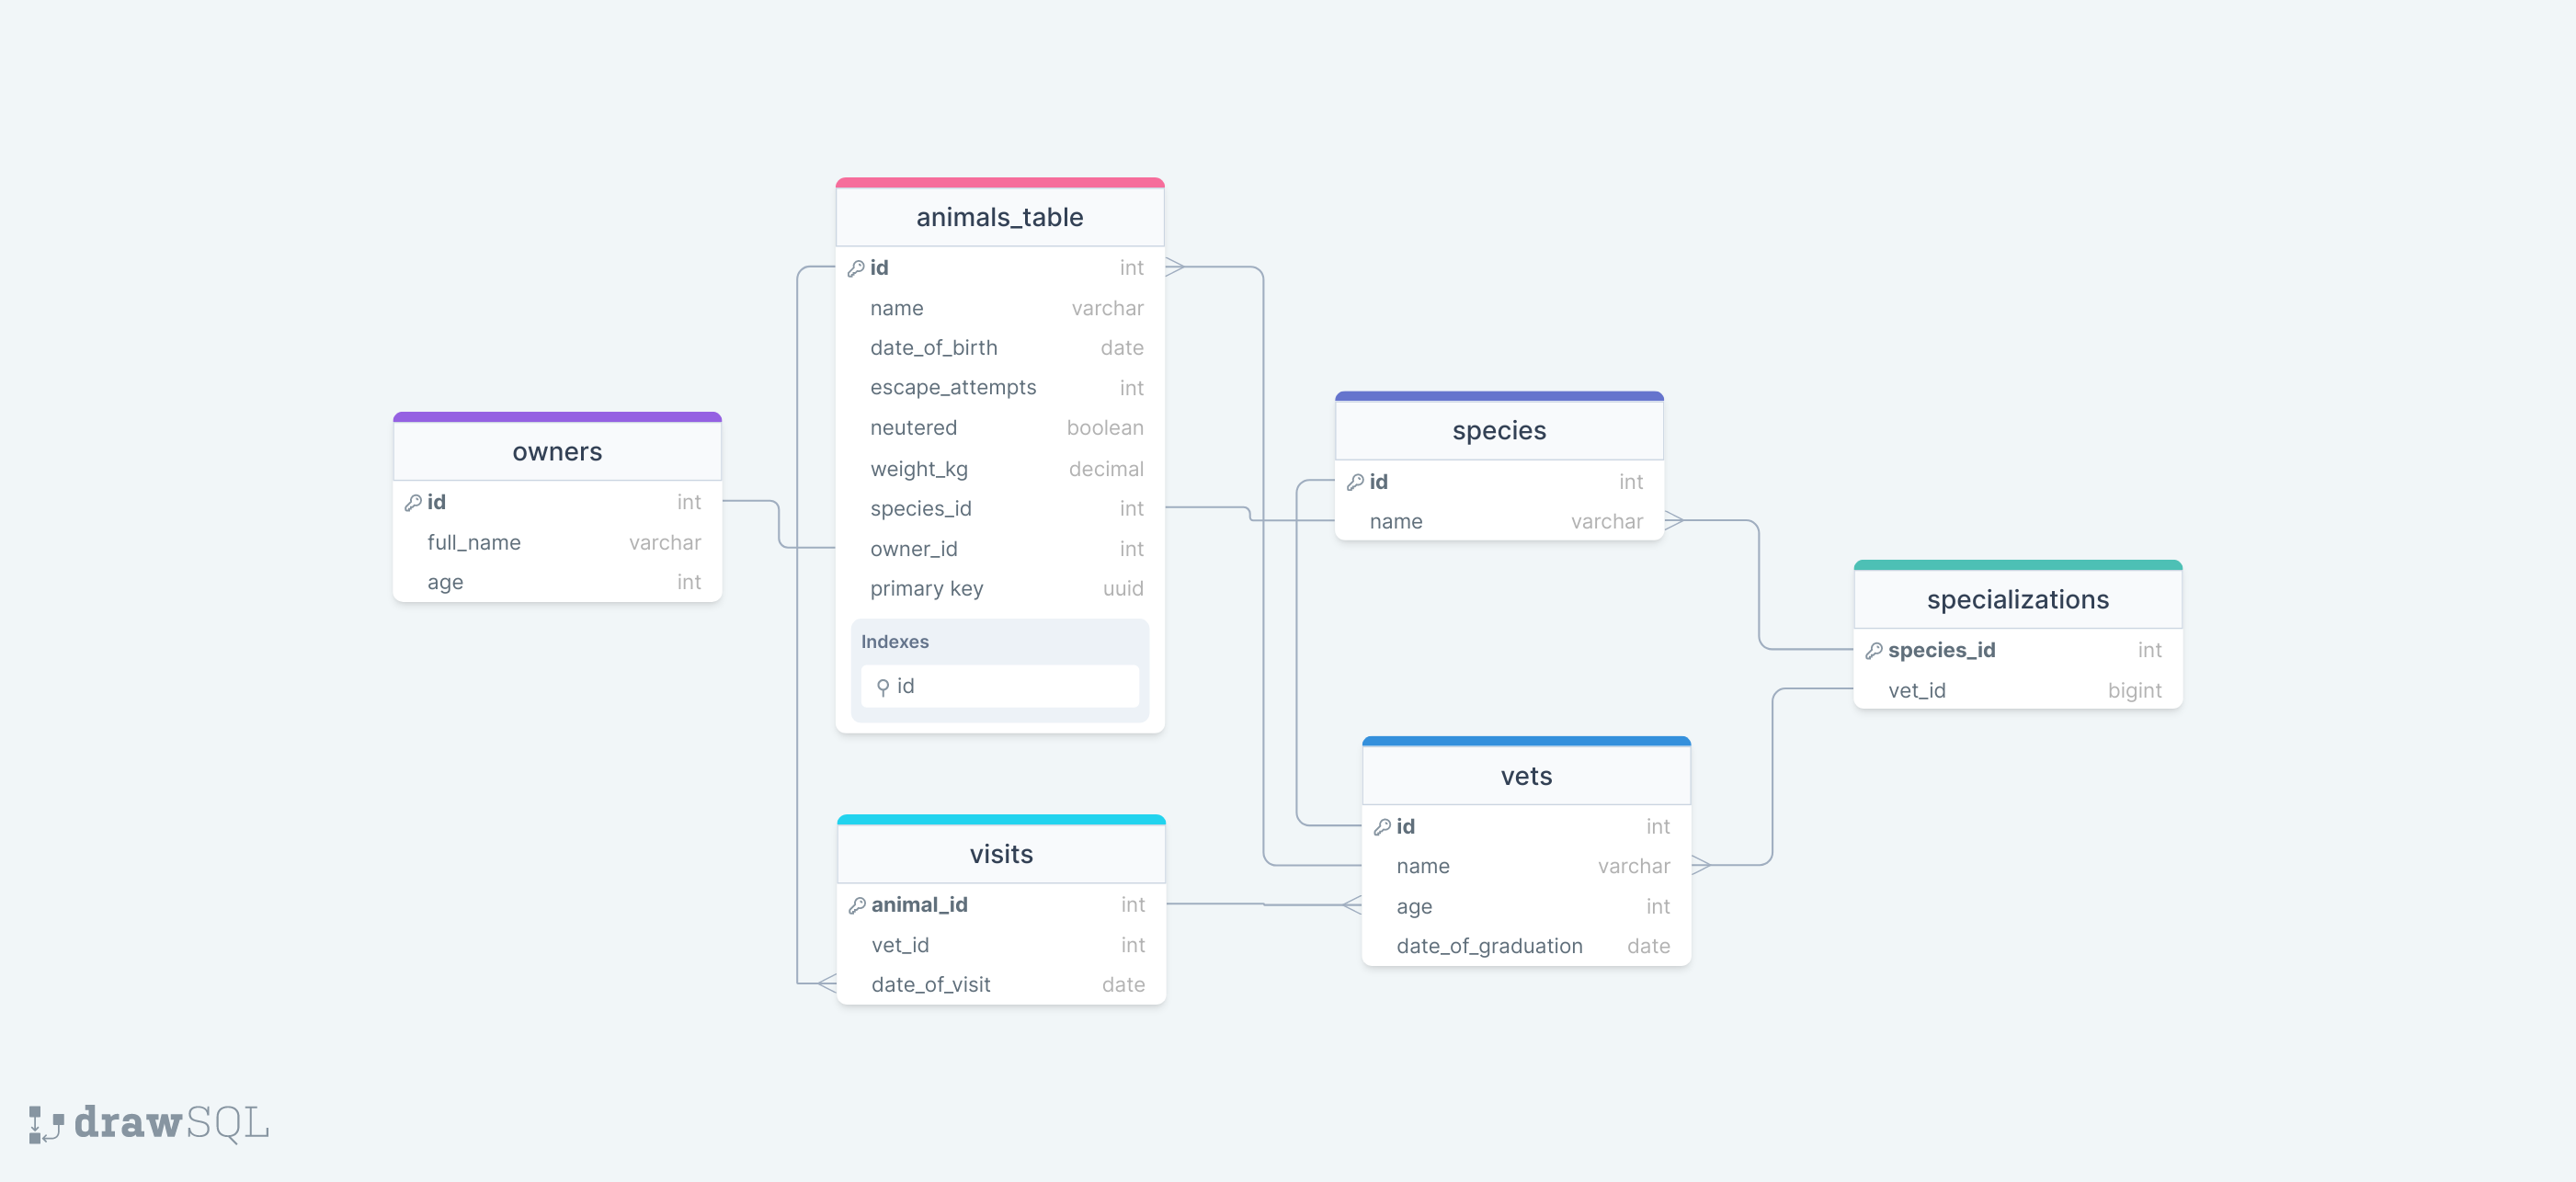 animals_table
id int
name varchar
date_of_birth date
escape_attempts int
neutered boolean
weight_kg decimal
species_id int
owner_id int
primary key uuid
Indexes
id
owners
id int
full_name varchar
age int
species
id int
name varchar
specializations
species_id int
vet_id bigint
vets
id int
name varchar
age int
date_of_graduation date
visits
animal_id int
vet_id int
date_of_visit date
drawSQL